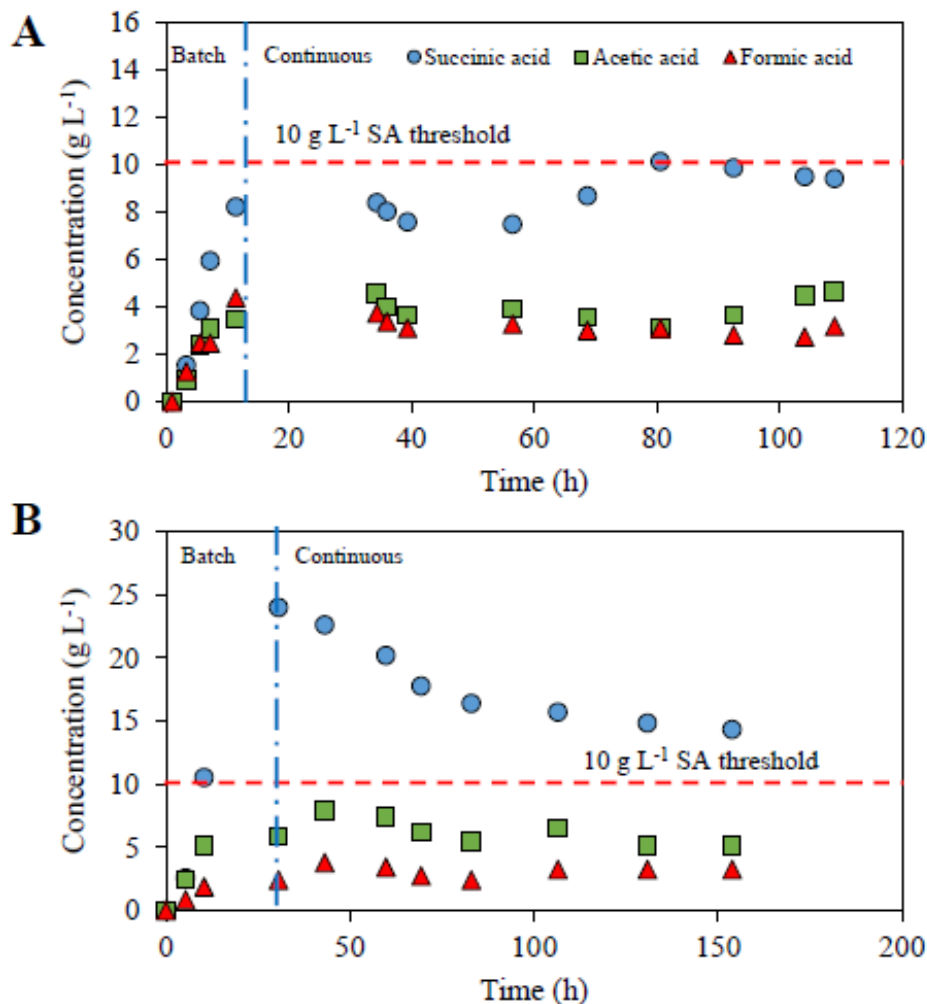 A
Concentration (g L⁻¹)
16
14
12
10
8
6
4
2
0
Batch
Continuous
Succinic acid
Acetic acid
Formic acid
10 g L⁻¹ SA threshold
0 20 40 60 80 100 120
Time (h)
B
Concentration (g L⁻¹)
30
25
20
15
10
5
0
Batch
Continuous
10 g L⁻¹ SA threshold
0 50 100 150 200
Time (h)